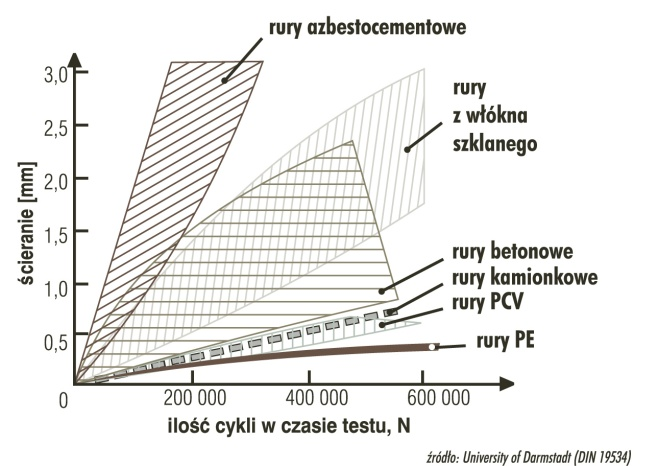 rury azbestocementowe
3,0
2,5
2,0
1,5
1,0
0,5
0
ścieranie [mm]
rury
z włókna
szklanego
rury betonowe
rury kamionkowe
rury PCV
rury PE
200 000
400 000
600 000
ilość cykli w czasie testu, N
źródło: University of Darmstadt (DIN 19534)